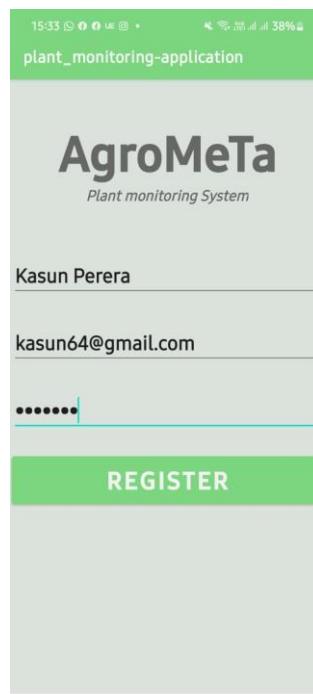 15:33 38%
plant_monitoring-application
AgroMeTa
Plant monitoring System
Kasun Perera
kasun64@gmail.com
•••••••
REGISTER